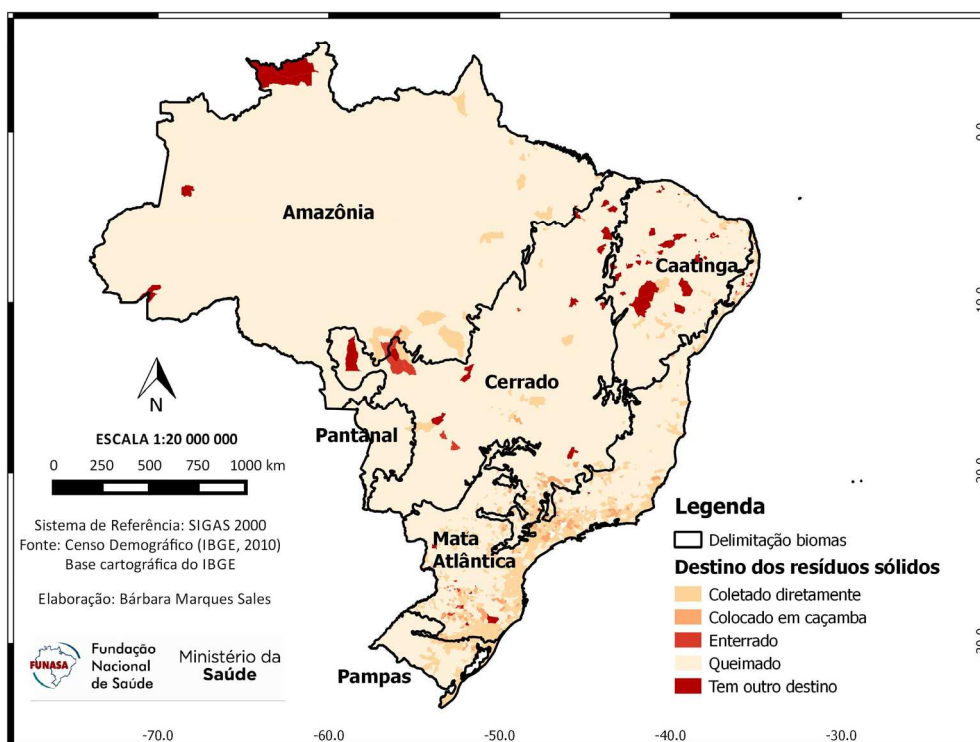 Amazônia
Caatinga
Cerrado
Pantanal
Mata
Atlântica
Pampas
N
ESCALA 1:20 000 000
0 250 500 750 1000 km
Sistema de Referência: SIGAS 2000
Fonte: Censo Demográfico (IBGE, 2010)
Base cartográfica do IBGE
Elaboração: Bárbara Marques Sales
FUNASA
Fundação
Nacional
de Saúde
Ministério da
Saúde
Legenda
Delimitação biomas
Destino dos resíduos sólidos
Coletado diretamente
Colocado em caçamba
Enterrado
Queimado
Tem outro destino
-70.0 -60.0 -50.0 -40.0 -30.0